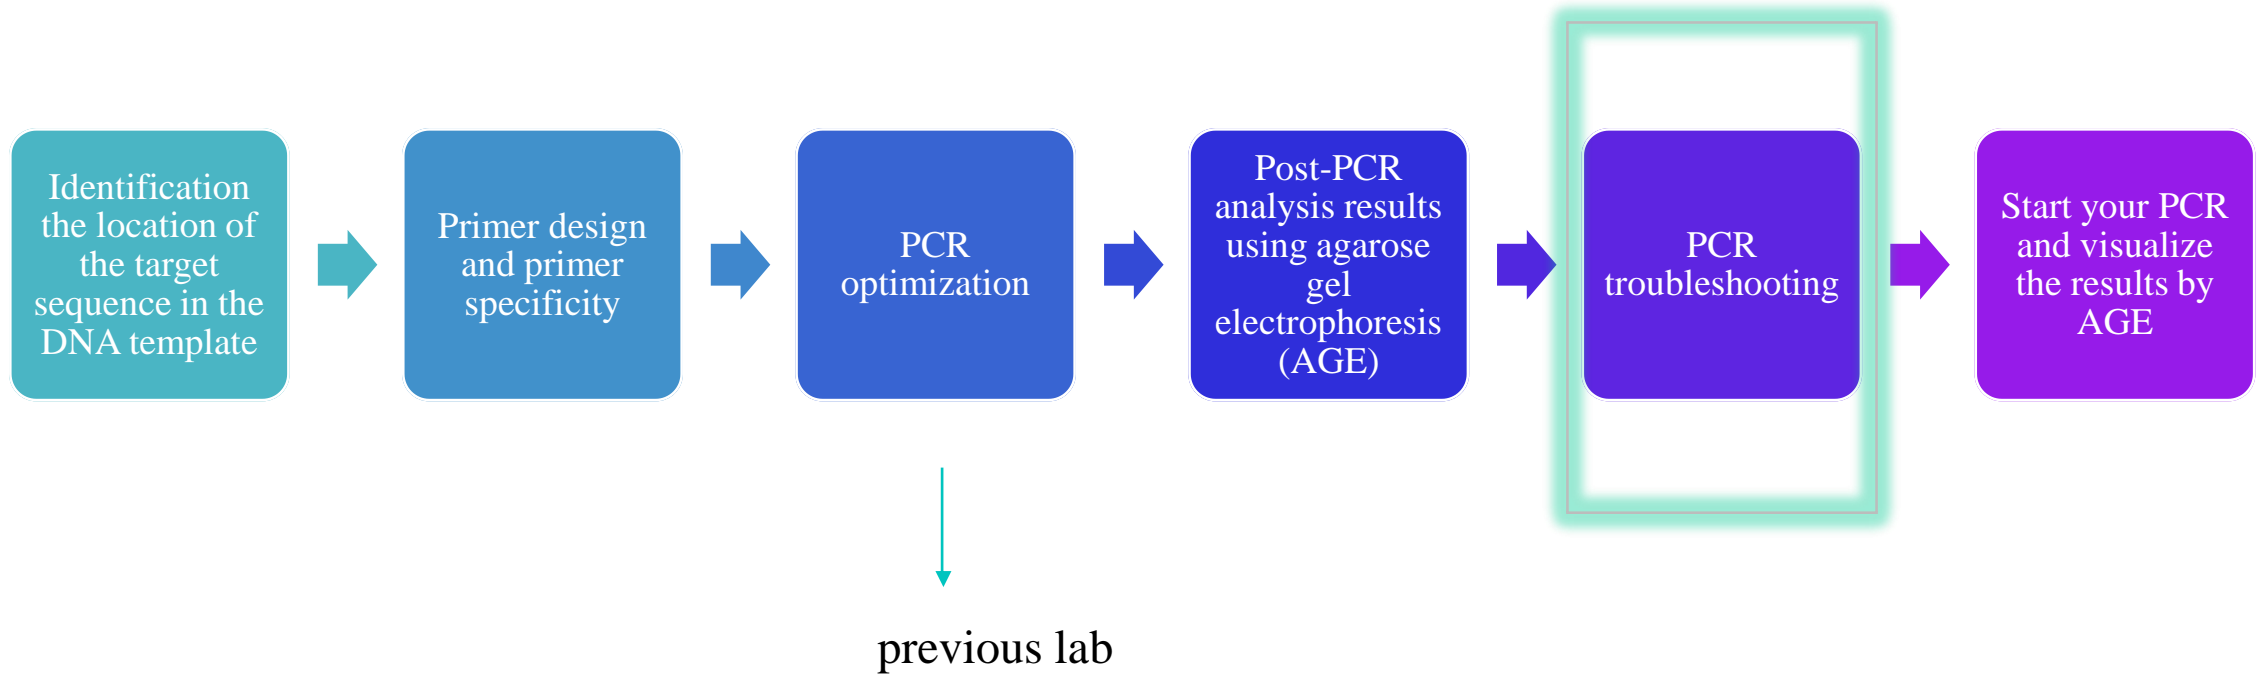 Identification
the location of
the target
sequence in the
DNA template
Primer design
and primer
specificity
PCR
optimization
Post-PCR
analysis results
using agarose
gel
electrophoresis
(AGE)
PCR
troubleshooting
Start your PCR
and visualize
the results by
AGE
previous lab